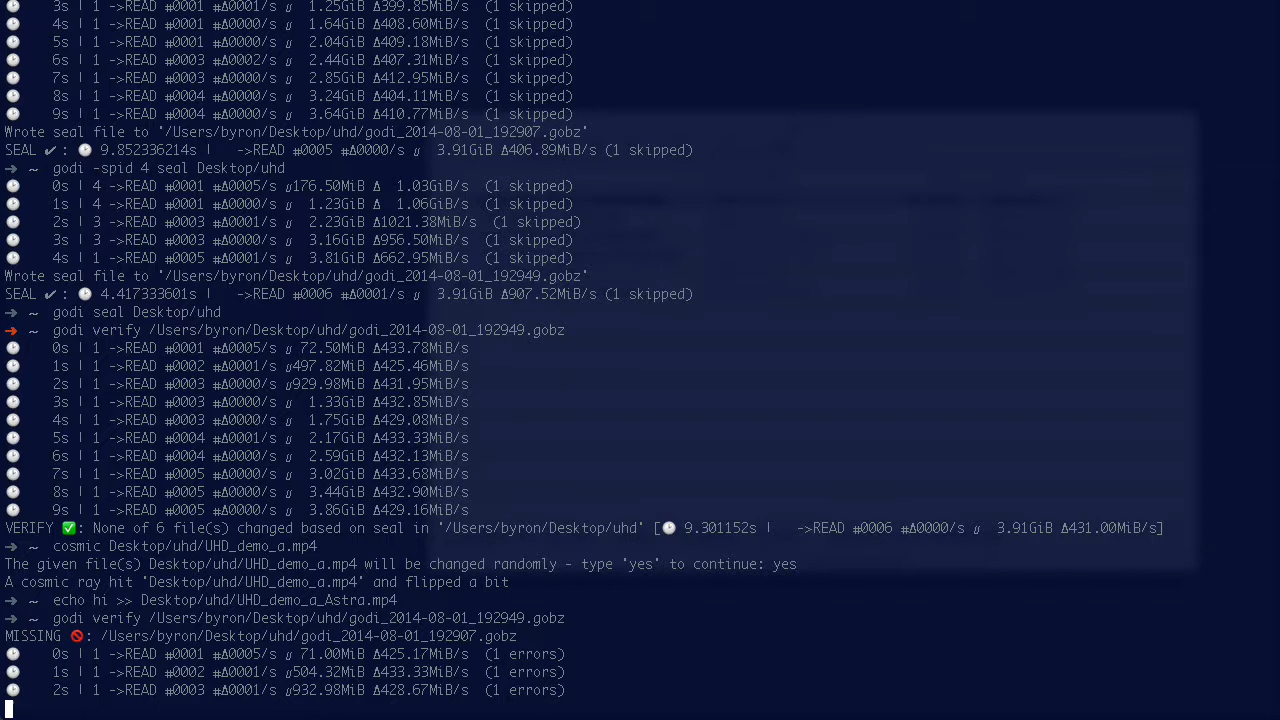 3s | 1 ->READ #0001 #Δ0001/s 𝓊 1.25GiB Δ399.85MiB/s (1 skipped)
4s | 1 ->READ #0001 #Δ0000/s 𝓊 1.64GiB Δ408.60MiB/s (1 skipped)
5s | 1 ->READ #0001 #Δ0000/s 𝓊 2.04GiB Δ409.18MiB/s (1 skipped)
6s | 1 ->READ #0003 #Δ0002/s 𝓊 2.44GiB Δ407.31MiB/s (1 skipped)
7s | 1 ->READ #0003 #Δ0000/s 𝓊 2.85GiB Δ412.95MiB/s (1 skipped)
8s | 1 ->READ #0004 #Δ0001/s 𝓊 3.24GiB Δ404.11MiB/s (1 skipped)
9s | 1 ->READ #0004 #Δ0000/s 𝓊 3.64GiB Δ410.77MiB/s (1 skipped)
Wrote seal file to '/Users/byron/Desktop/uhd/godi_2014-08-01_192907.gobz'
SEAL ✔: 🕑 9.852336214s | ->READ #0005 #Δ0000/s 𝓊 3.91GiB Δ406.89MiB/s (1 skipped)
➜ ~ godi -spid 4 seal Desktop/uhd
0s | 4 ->READ #0001 #Δ0005/s 𝓊176.50MiB Δ 1.03GiB/s (1 skipped)
1s | 4 ->READ #0001 #Δ0000/s 𝓊 1.23GiB Δ 1.06GiB/s (1 skipped)
2s | 3 ->READ #0003 #Δ0002/s 𝓊 2.23GiB Δ1021.38MiB/s (1 skipped)
3s | 3 ->READ #0003 #Δ0000/s 𝓊 3.16GiB Δ956.50MiB/s (1 skipped)
4s | 1 ->READ #0005 #Δ0001/s 𝓊 3.81GiB Δ662.95MiB/s (1 skipped)
Wrote seal file to '/Users/byron/Desktop/uhd/godi_2014-08-01_192949.gobz'
SEAL ✔: 🕑 4.417333601s | ->READ #0006 #Δ0001/s 𝓊 3.91GiB Δ907.52MiB/s (1 skipped)
➜ ~ godi seal Desktop/uhd
➜ ~ godi verify /Users/byron/Desktop/uhd/godi_2014-08-01_192949.gobz
0s | 1 ->READ #0001 #Δ0005/s 𝓊 72.50MiB Δ433.78MiB/s
1s | 1 ->READ #0002 #Δ0001/s 𝓊497.82MiB Δ425.46MiB/s
2s | 1 ->READ #0003 #Δ0000/s 𝓊929.98MiB Δ431.95MiB/s
3s | 1 ->READ #0003 #Δ0000/s 𝓊 1.33GiB Δ432.85MiB/s
4s | 1 ->READ #0003 #Δ0000/s 𝓊 1.75GiB Δ429.08MiB/s
5s | 1 ->READ #0004 #Δ0001/s 𝓊 2.17GiB Δ433.33MiB/s
6s | 1 ->READ #0004 #Δ0000/s 𝓊 2.59GiB Δ432.13MiB/s
7s | 1 ->READ #0005 #Δ0000/s 𝓊 3.02GiB Δ433.68MiB/s
8s | 1 ->READ #0005 #Δ0000/s 𝓊 3.44GiB Δ432.90MiB/s
9s | 1 ->READ #0005 #Δ0000/s 𝓊 3.86GiB Δ429.16MiB/s
VERIFY ✅: None of 6 file(s) changed based on seal in '/Users/byron/Desktop/uhd' [🕑 9.301152s | ->READ #0006 #Δ0000/s 𝓊 3.91GiB Δ431.00MiB/s]
➜ ~ cosmic Desktop/uhd/UHD_demo_a.mp4
The given file(s) Desktop/uhd/UHD_demo_a.mp4 will be changed randomly - type 'yes' to continue: yes
A cosmic ray hit 'Desktop/uhd/UHD_demo_a.mp4' and flipped a bit
➜ ~ echo hi >> Desktop/uhd/UHD_demo_a_Astra.mp4
➜ ~ godi verify /Users/byron/Desktop/uhd/godi_2014-08-01_192949.gobz
MISSING 🚫: /Users/byron/Desktop/uhd/godi_2014-08-01_192907.gobz
0s | 1 ->READ #0001 #Δ0005/s 𝓊 71.00MiB Δ425.17MiB/s (1 errors)
1s | 1 ->READ #0002 #Δ0001/s 𝓊504.32MiB Δ433.33MiB/s (1 errors)
2s | 1 ->READ #0003 #Δ0001/s 𝓊932.98MiB Δ428.67MiB/s (1 errors)